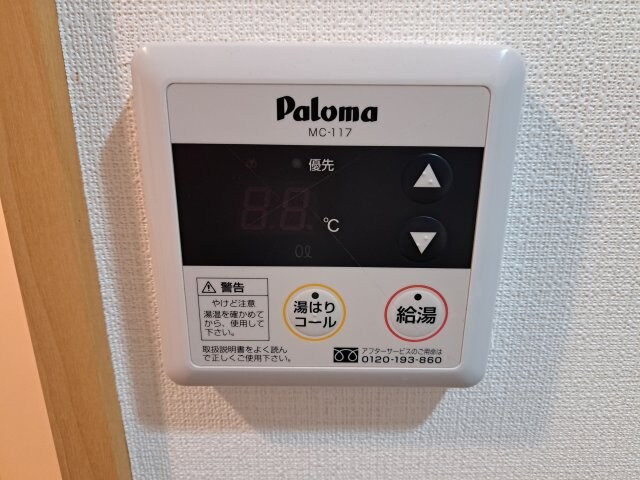 Paloma
MC-117
優先
88
℃
0ℓ
警告
やけど注意
湯温を確かめて
から、使用して
下さい。
取扱説明書をよく読ん
で正しくご使用下さい。
湯はり
コール
給湯
アフターサービスのご用命は
0120-193-860